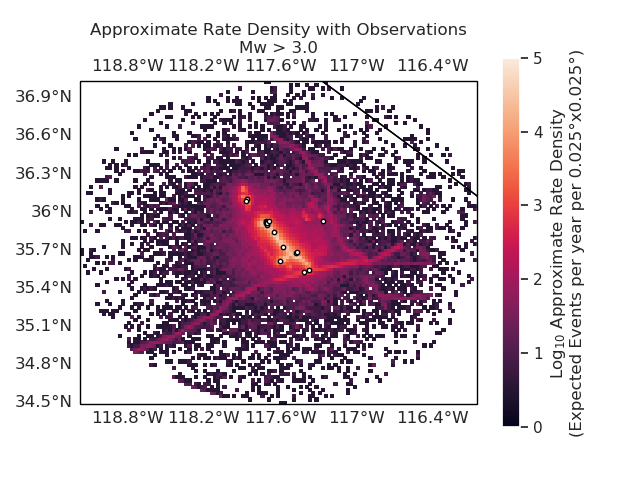 Approximate Rate Density with Observations
Mw > 3.0
118.8°W 118.2°W 117.6°W 117°W 116.4°W
36.9°N
36.6°N
36.3°N
36°N
35.7°N
35.4°N
35.1°N
34.8°N
34.5°N
118.8°W 118.2°W 117.6°W 117°W 116.4°W
5
4
3
2
1
0
Log₁₀ Approximate Rate Density
(Expected Events per year per 0.025°x0.025°)